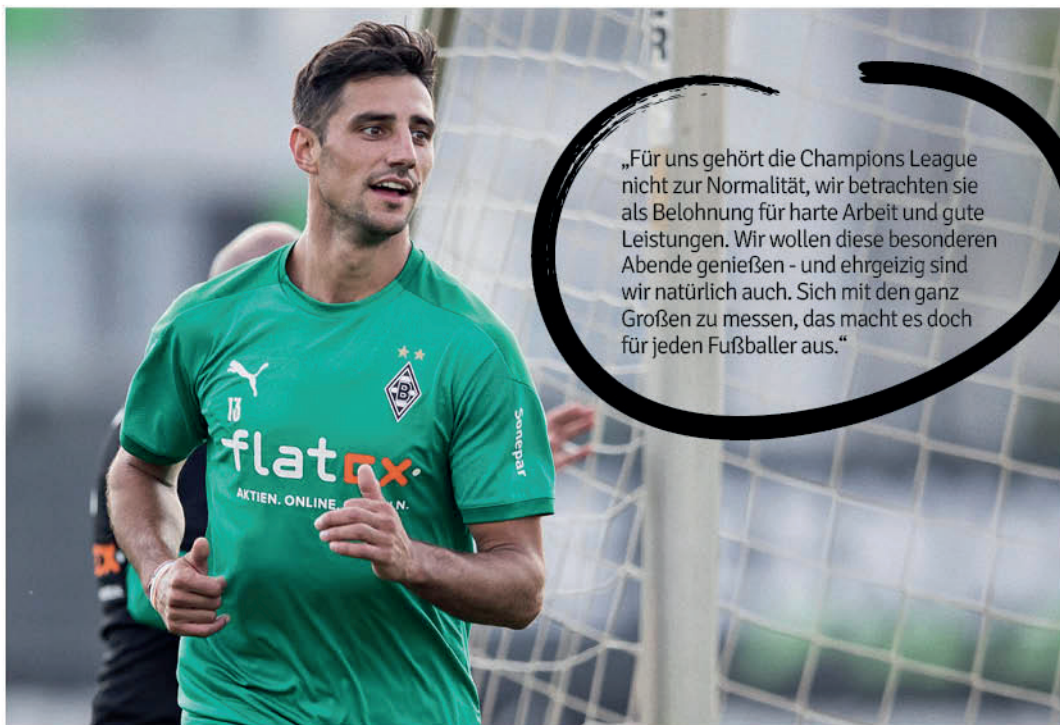 „Für uns gehört die Champions League
nicht zur Normalität, wir betrachten sie
als Belohnung für harte Arbeit und gute
Leistungen. Wir wollen diese besonderen
Abende genießen - und ehrgeizig sind
wir natürlich auch. Sich mit den ganz
Großen zu messen, das macht es doch
für jeden Fußballer aus.“
13
B
Sonepar
flatex
AKTIEN. ONLINE.